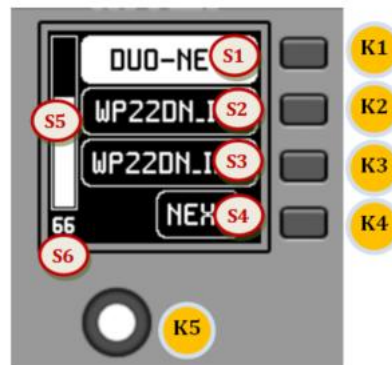 DUO-NE S1 K1
WP22DN_I S2 K2
S5
WP22DN_I S3 K3
NEX S4 K4
66
S6
K5